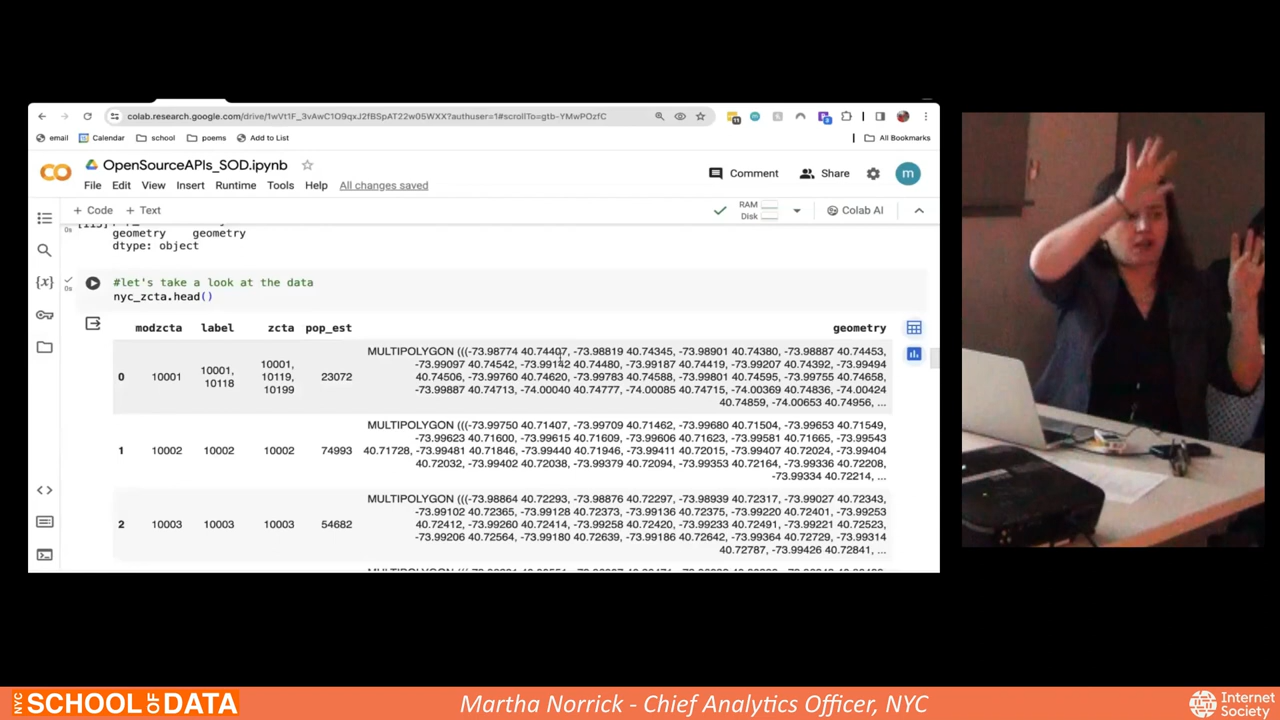 colab.research.google.com/drive/1wVt1F_3vAwC1O9qxJ2fBSpAT22w05WXX?authuser=1#scrollTo=gtb-YMwPOzfC
email
Calendar
school
poems
Add to List
All Bookmarks
OpenSourceAPIs_SOD.ipynb
File Edit View Insert Runtime Tools Help All changes saved
Comment
Share
m
+ Code + Text
RAM
Disk
Colab AI
0s
geometry geometry
dtype: object
0s
#let's take a look at the data
nyc_zcta.head()
modzcta label zcta pop_est geometry
0 10001 10001, 10118 10001, 10119, 10199 23072
MULTIPOLYGON (((-73.98774 40.74407, -73.98819 40.74345, -73.98901 40.74380, -73.98887 40.74453,
-73.99097 40.74542, -73.99142 40.74480, -73.99187 40.74419, -73.99207 40.74392, -73.99494
40.74506, -73.99760 40.74620, -73.99783 40.74588, -73.99801 40.74595, -73.99755 40.74658,
-73.99887 40.74713, -74.00040 40.74777, -74.00085 40.74715, -74.00369 40.74836, -74.00424
40.74859, -74.00653 40.74956, ...
1 10002 10002 10002 74993
MULTIPOLYGON (((-73.99750 40.71407, -73.99709 40.71462, -73.99680 40.71504, -73.99653 40.71549,
-73.99623 40.71600, -73.99615 40.71609, -73.99606 40.71623, -73.99581 40.71665, -73.99543
40.71728, -73.99481 40.71846, -73.99440 40.71946, -73.99411 40.72015, -73.99407 40.72024, -73.99404
40.72032, -73.99402 40.72038, -73.99379 40.72094, -73.99353 40.72164, -73.99336 40.72208,
-73.99334 40.72214, ...
2 10003 10003 10003 54682
MULTIPOLYGON (((-73.98864 40.72293, -73.98876 40.72297, -73.98939 40.72317, -73.99027 40.72343,
-73.99102 40.72365, -73.99128 40.72373, -73.99136 40.72375, -73.99220 40.72401, -73.99253
40.72412, -73.99260 40.72414, -73.99258 40.72420, -73.99233 40.72491, -73.99221 40.72523,
-73.99206 40.72564, -73.99180 40.72639, -73.99186 40.72642, -73.99364 40.72729, -73.99314
40.72787, -73.99426 40.72841, ...
NYC SCHOOL OF DATA
Martha Norrick - Chief Analytics Officer, NYC
Internet
Society